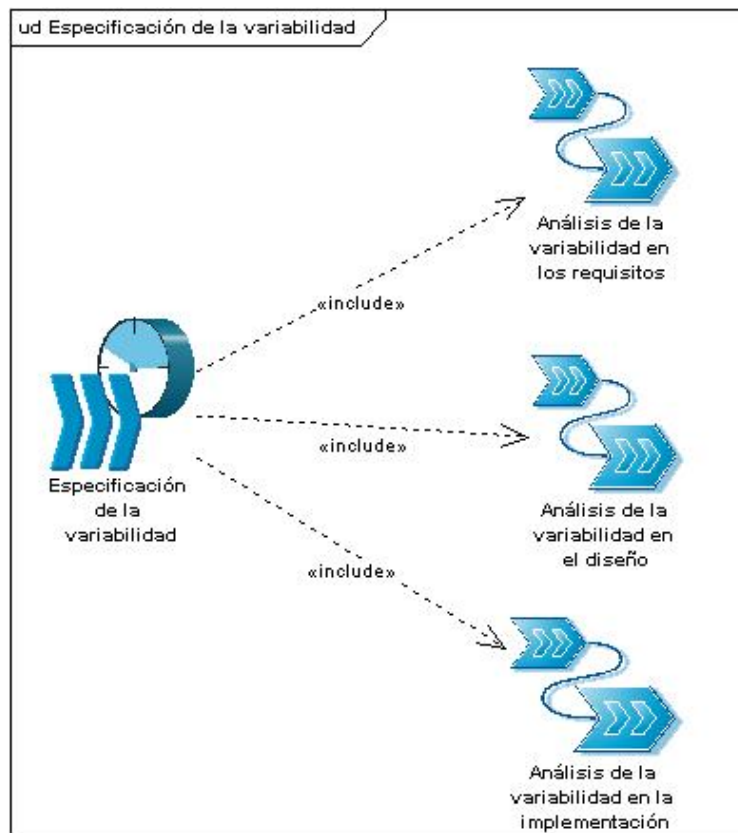 ud Especificación de la variabilidad
Análisis de la
variabilidad en
los requisitos
«include»
Especificación
de la
variabilidad
«include»
Análisis de la
variabilidad en
el diseño
«include»
Análisis de la
variabilidad en la
implementación